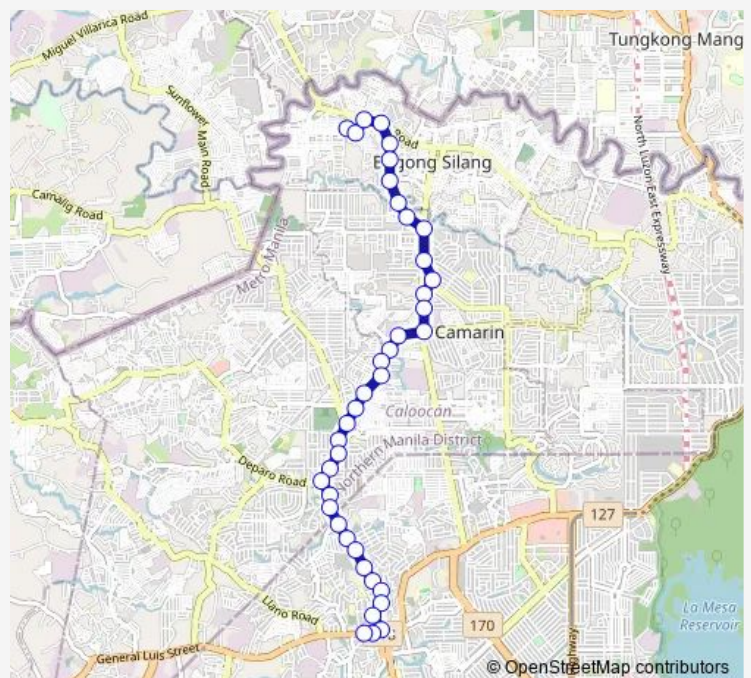 Miguel Villarica Road
Tungkong Mang
Sunflower
Main Road
Road
Bagong Silang
North Luzon East Expressway
Camalig Road
Metro Manila
Camarin
Caloocan
Northern Manila District
Deparo Road
127
La Mesa
Reservoir
Llano Road
170
General Luis Street
© OpenStreetMap contributors